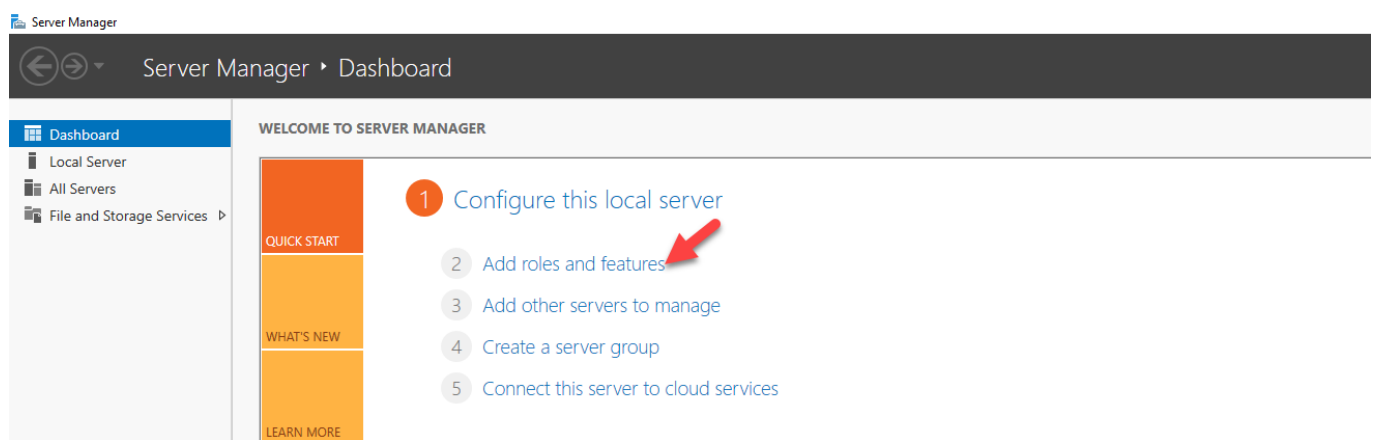 Server Manager
Server Manager ‣ Dashboard
Dashboard
Local Server
All Servers
File and Storage Services
WELCOME TO SERVER MANAGER
QUICK START
WHAT'S NEW
LEARN MORE
1 Configure this local server
2 Add roles and features
3 Add other servers to manage
4 Create a server group
5 Connect this server to cloud services